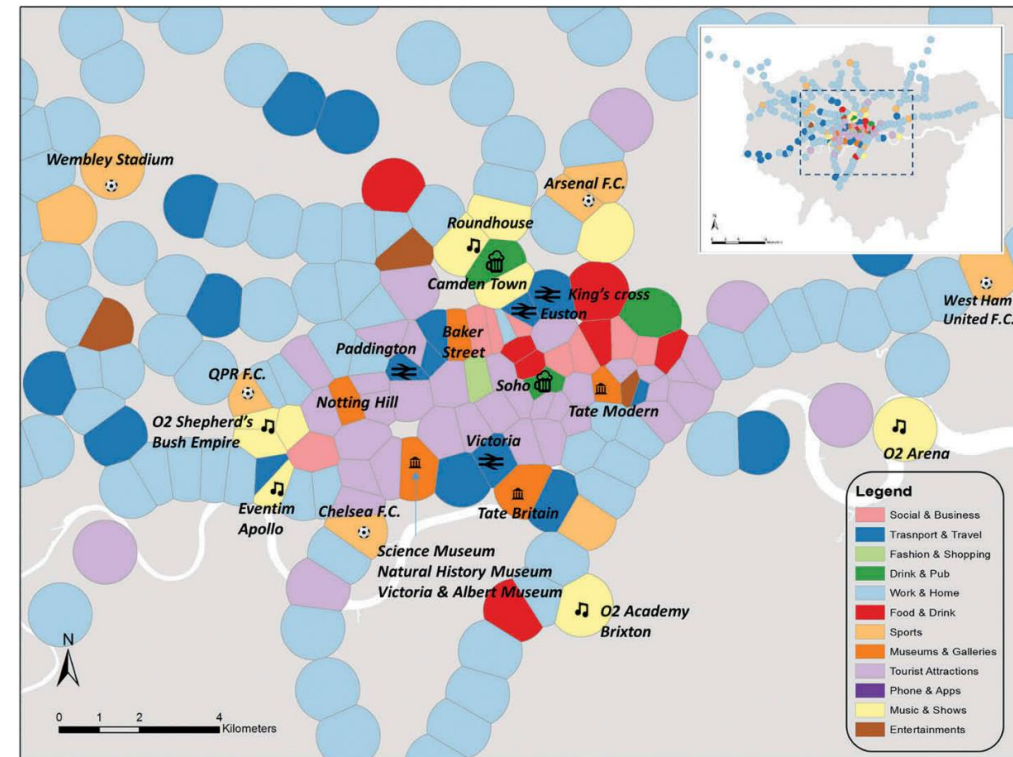 Wembley Stadium
Arsenal F.C.
Roundhouse
Camden Town
King's cross
Euston
West Ham
United F.C.
Baker
Street
Paddington
QPR F.C.
Soho
Notting Hill
Tate Modern
O2 Shepherd's
Bush Empire
Victoria
O2 Arena
Eventim
Apollo
Chelsea F.C.
Tate Britain
Science Museum
Natural History Museum
Victoria & Albert Museum
O2 Academy
Brixton
N
0 1 2 4
Kilometers
Legend
Social & Business
Trasnport & Travel
Fashion & Shopping
Drink & Pub
Work & Home
Food & Drink
Sports
Museums & Galleries
Tourist Attractions
Phone & Apps
Music & Shows
Entertainments